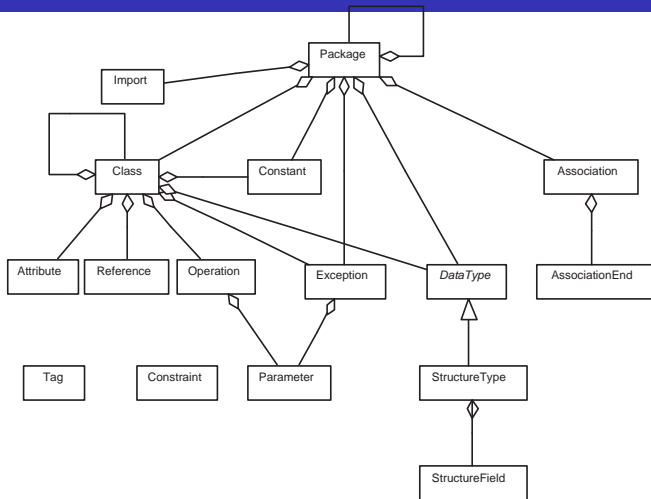 Package
Import
Class
Constant
Association
Attribute
Reference
Operation
Exception
DataType
AssociationEnd
Tag
Constraint
Parameter
StructureType
StructureField